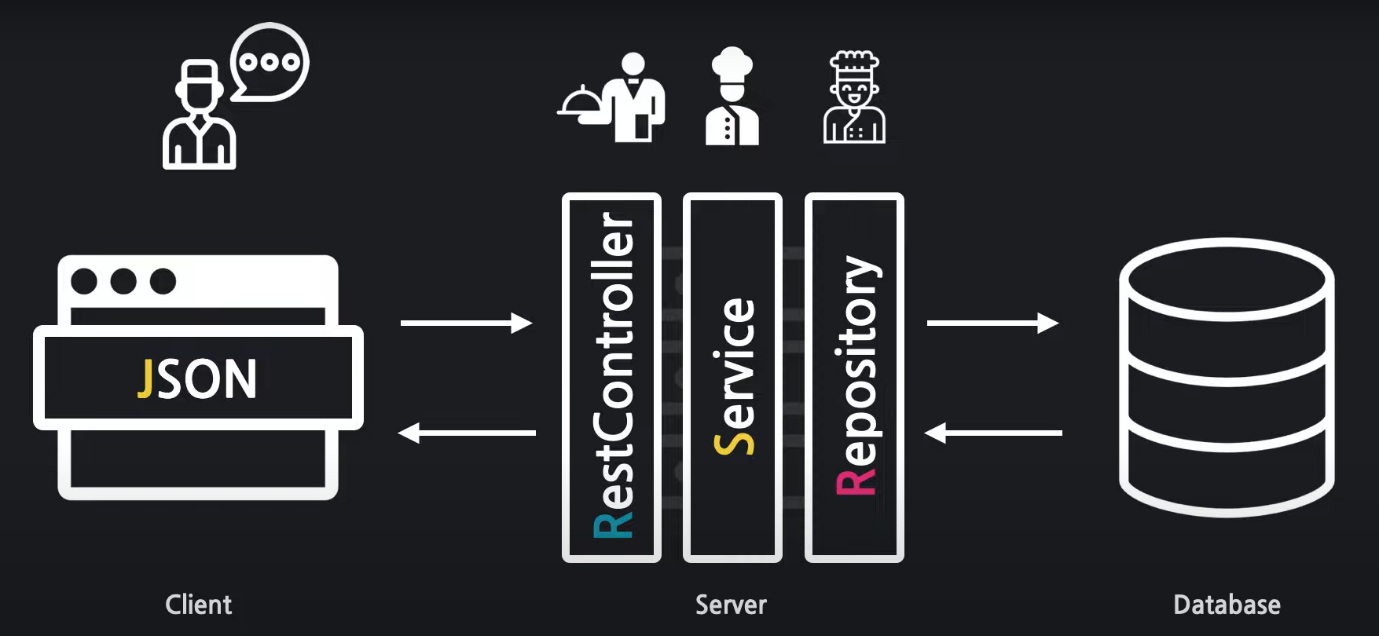 JSON
RestController
Service
Repository
Client
Server
Database